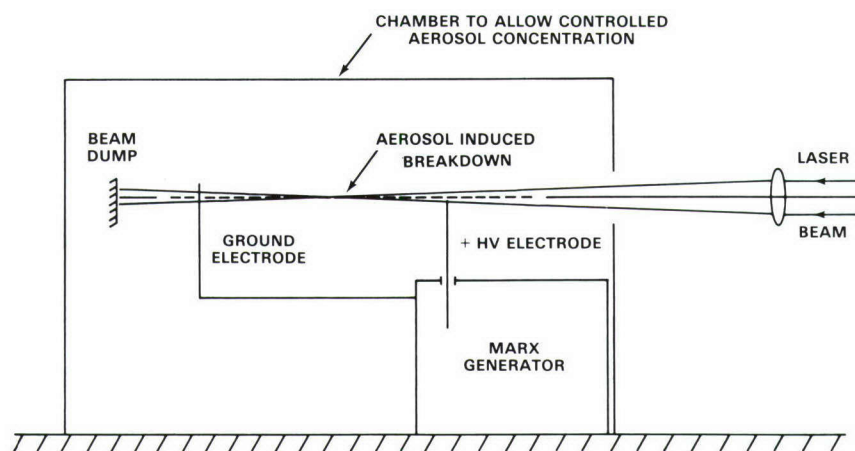 CHAMBER TO ALLOW CONTROLLED
AEROSOL CONCENTRATION
BEAM
DUMP
AEROSOL INDUCED
BREAKDOWN
LASER
BEAM
GROUND
ELECTRODE
+ HV ELECTRODE
MARX
GENERATOR